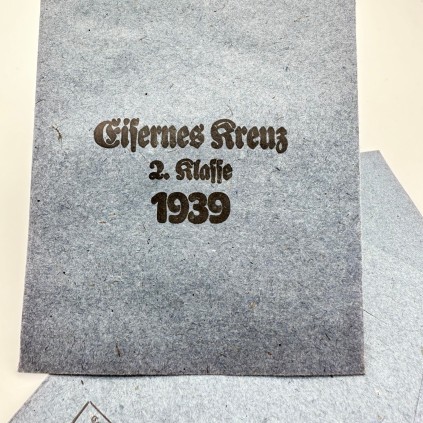 Eisernes Kreuz
2. Klasse
1939